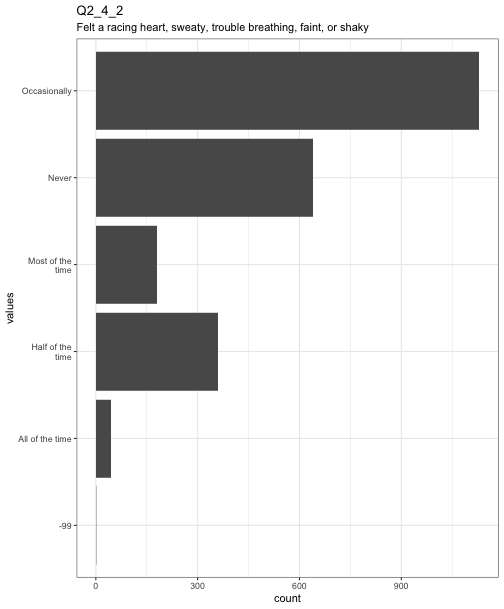 Q2_4_2
Felt a racing heart, sweaty, trouble breathing, faint, or shaky
Occasionally
Never
Most of the
time
Half of the
time
All of the time
-99
values
0 300 600 900
count